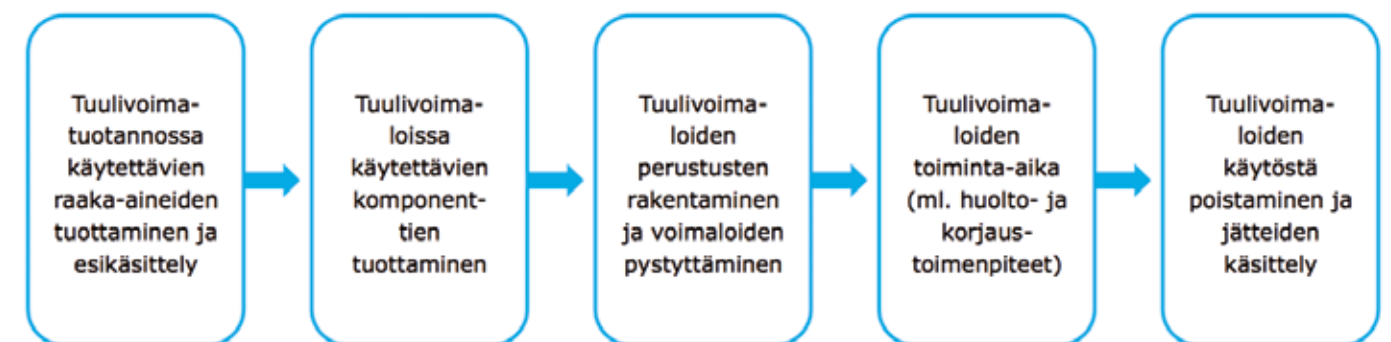 Tuulivoima-
tuotannossa
käytettävien
raaka-aineiden
tuottaminen ja
esikäsittely
Tuulivoima-
loissa
käytettävien
komponent-
tien
tuottaminen
Tuulivoima-
loiden
perustusten
rakentaminen
ja voimaloiden
pystyttäminen
Tuulivoima-
loiden
toiminta-aika
(ml. huolto- ja
korjaus-
toimenpiteet)
Tuulivoima-
loiden
käytöstä
poistaminen ja
jätteiden
käsittely